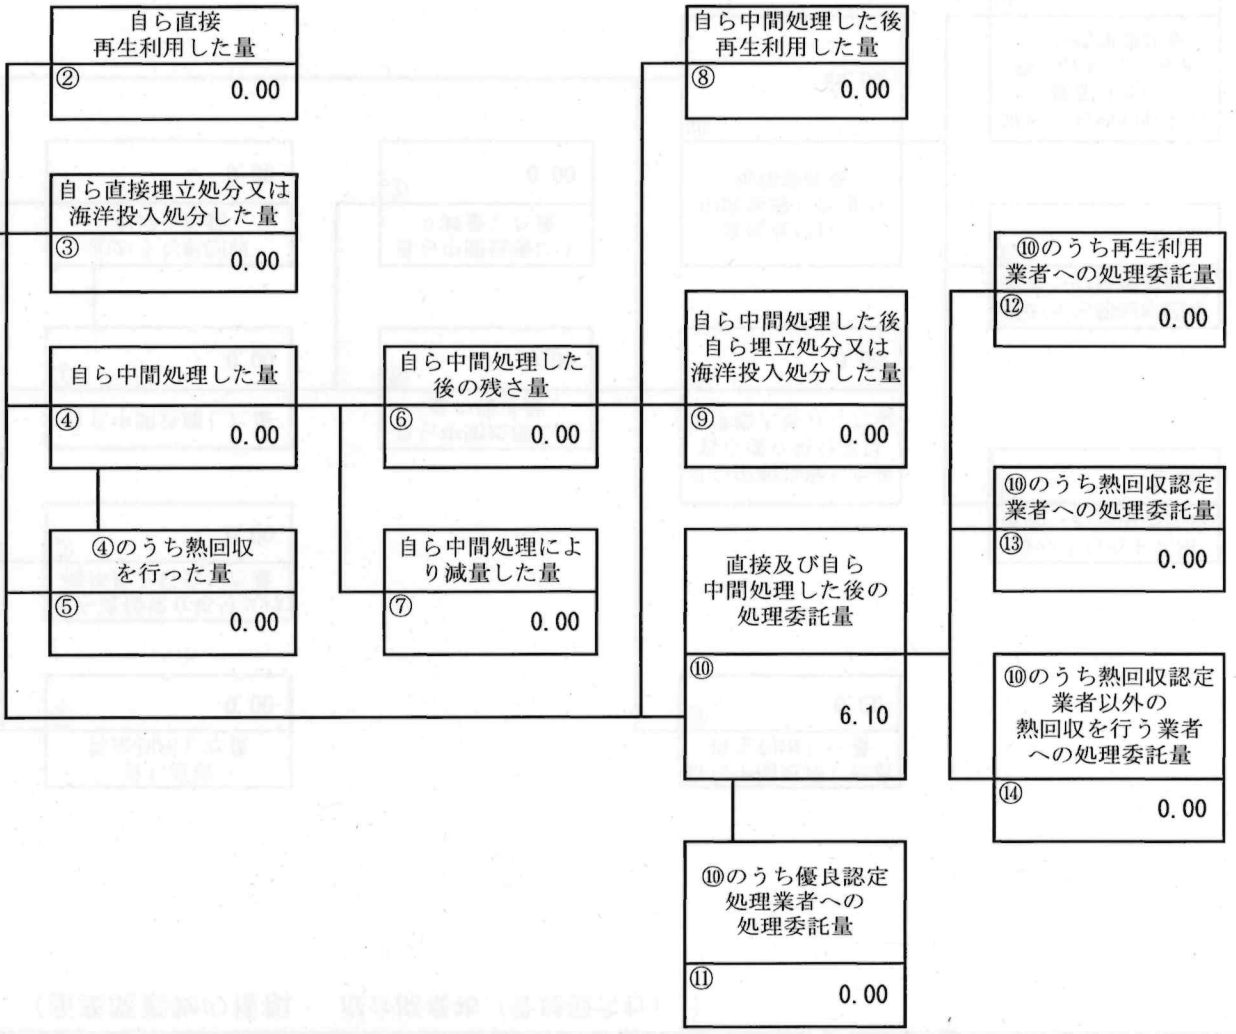 自ら直接
再生利用した量
②
0.00
自ら直接埋立処分又は
海洋投入処分した量
③
0.00
自ら中間処理した量
④
0.00
④のうち熱回収
を行った量
⑤
0.00
自ら中間処理した
後の残さ量
⑥
0.00
自ら中間処理によ
り減量した量
⑦
0.00
自ら中間処理した後
再生利用した量
⑧
0.00
自ら中間処理した後
自ら埋立処分又は
海洋投入処分した量
⑨
0.00
直接及び自ら
中間処理した後の
処理委託量
⑩
6.10
⑩のうち優良認定
処理業者への
処理委託量
⑪
0.00
⑩のうち再生利用
業者への処理委託量
⑫
0.00
⑩のうち熱回収認定
業者への処理委託量
⑬
0.00
⑩のうち熱回収認定
業者以外の
熱回収を行う業者
への処理委託量
⑭
0.00